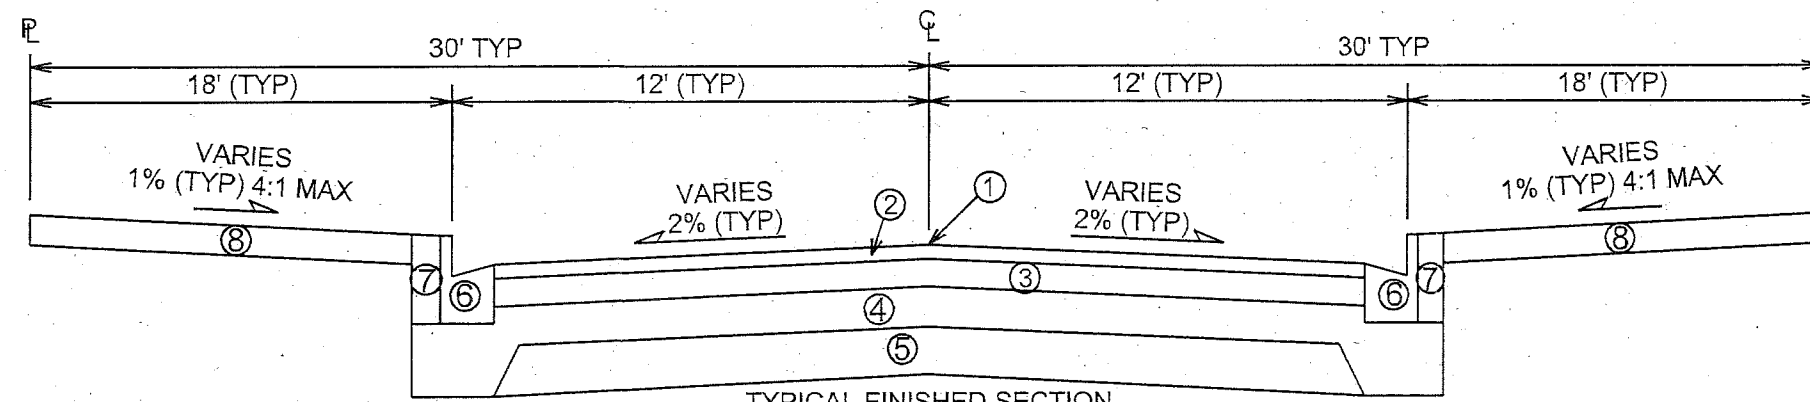 PL
CL
30' TYP
30' TYP
18' (TYP)
12' (TYP)
12' (TYP)
18' (TYP)
VARIES
1% (TYP) 4:1 MAX
VARIES
2% (TYP)
VARIES
2% (TYP)
VARIES
1% (TYP) 4:1 MAX
1
2
3
4
5
6
6
7
7
8
8
TYPICAL FINISHED SECTION